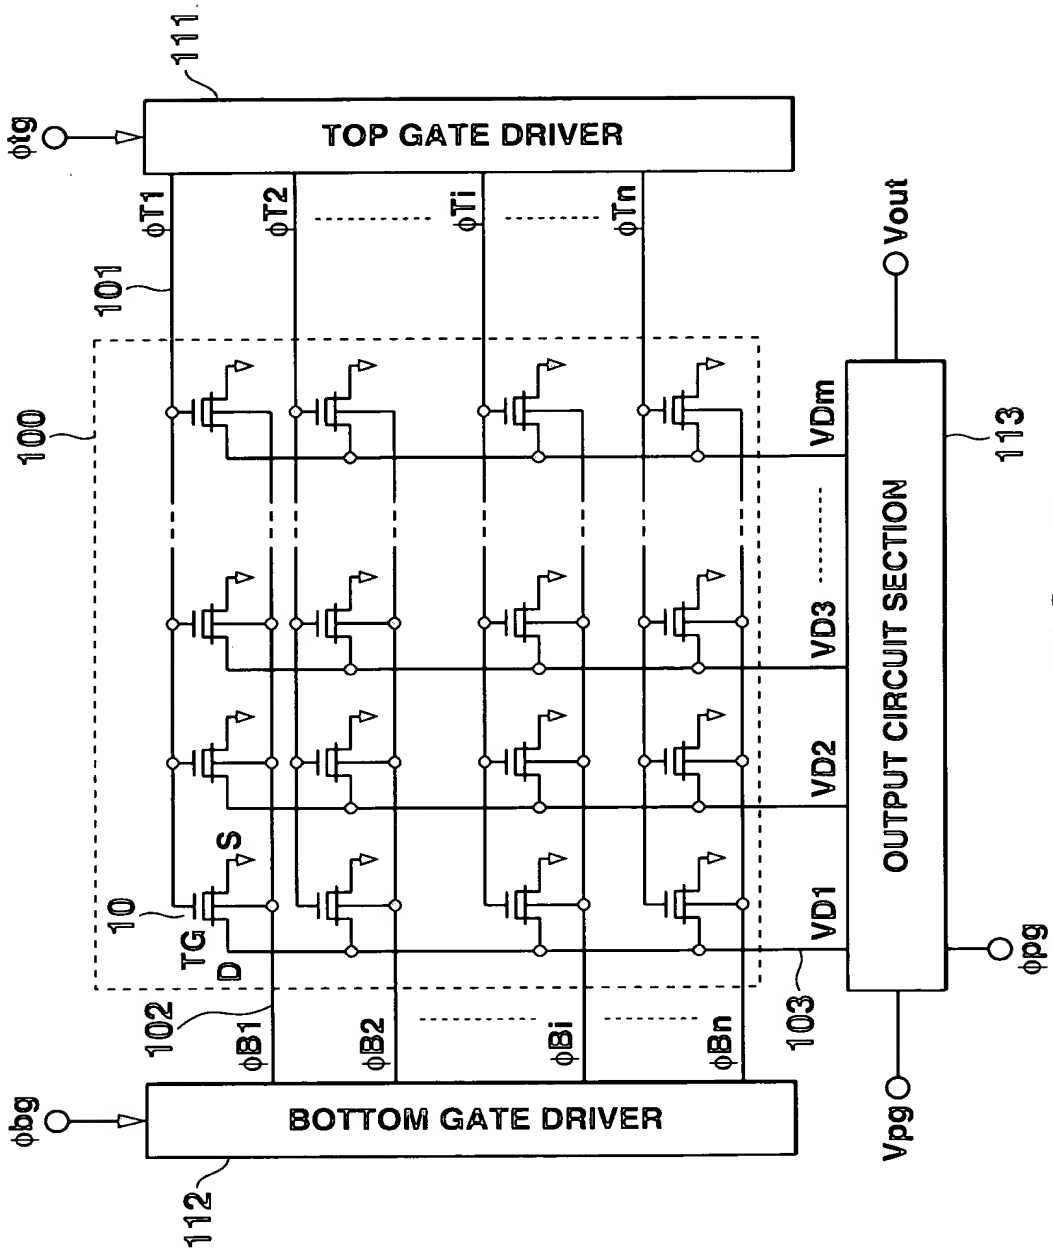 100
101
111
ϕtg
TOP GATE DRIVER
ϕT1
ϕT2
ϕTi
ϕTn
10
TG
S
D
102
112
ϕbg
BOTTOM GATE DRIVER
ϕB1
ϕB2
ϕBi
ϕBn
VD1
VD2
VD3
VDm
103
OUTPUT CIRCUIT SECTION
113
Vpg
ϕpg
Vout